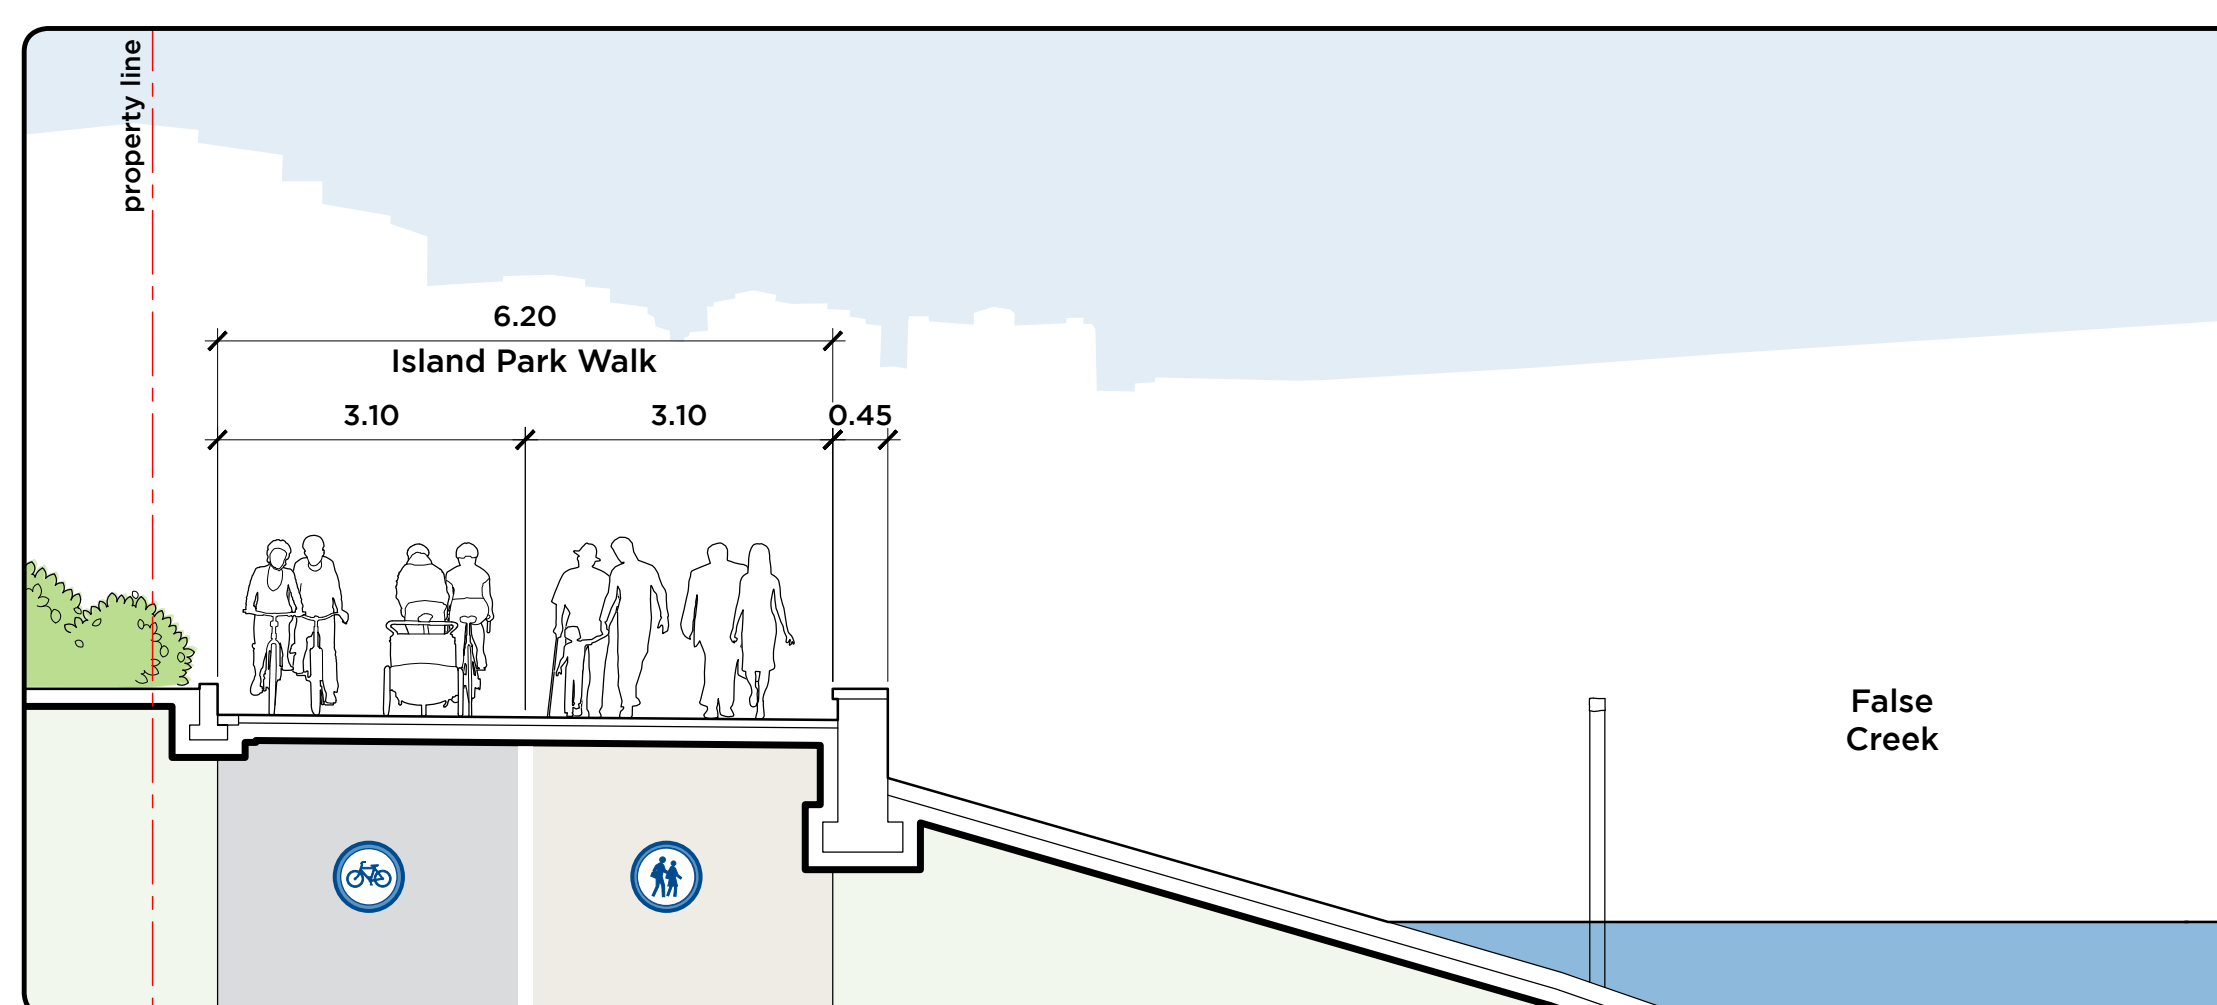 property line
6.20
Island Park Walk
3.10
3.10
0.45
False
Creek